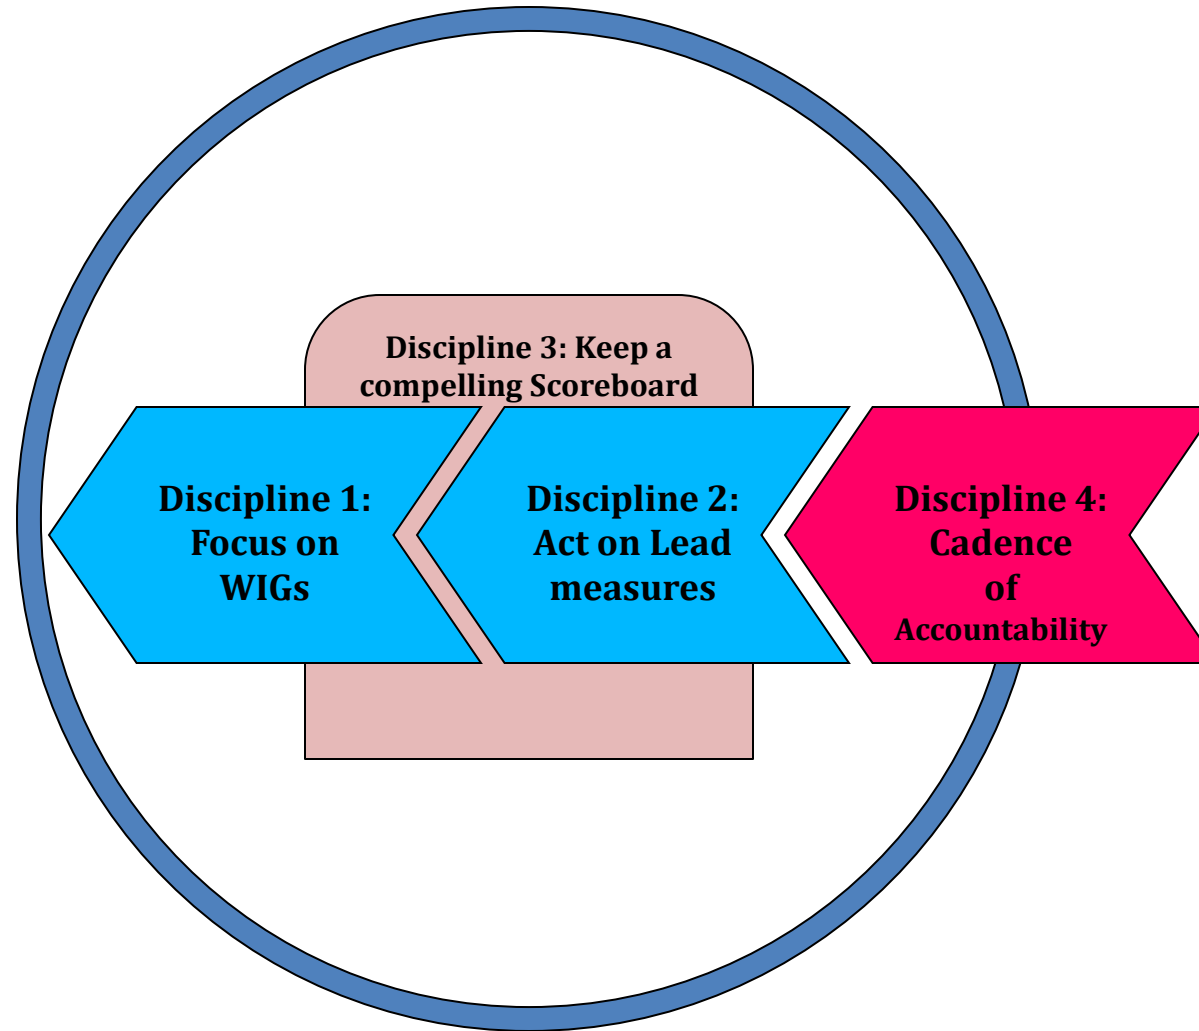 Discipline 3: Keep a
compelling Scoreboard
Discipline 1:
Focus on
WIGs
Discipline 2:
Act on Lead
measures
Discipline 4:
Cadence
of
Accountability